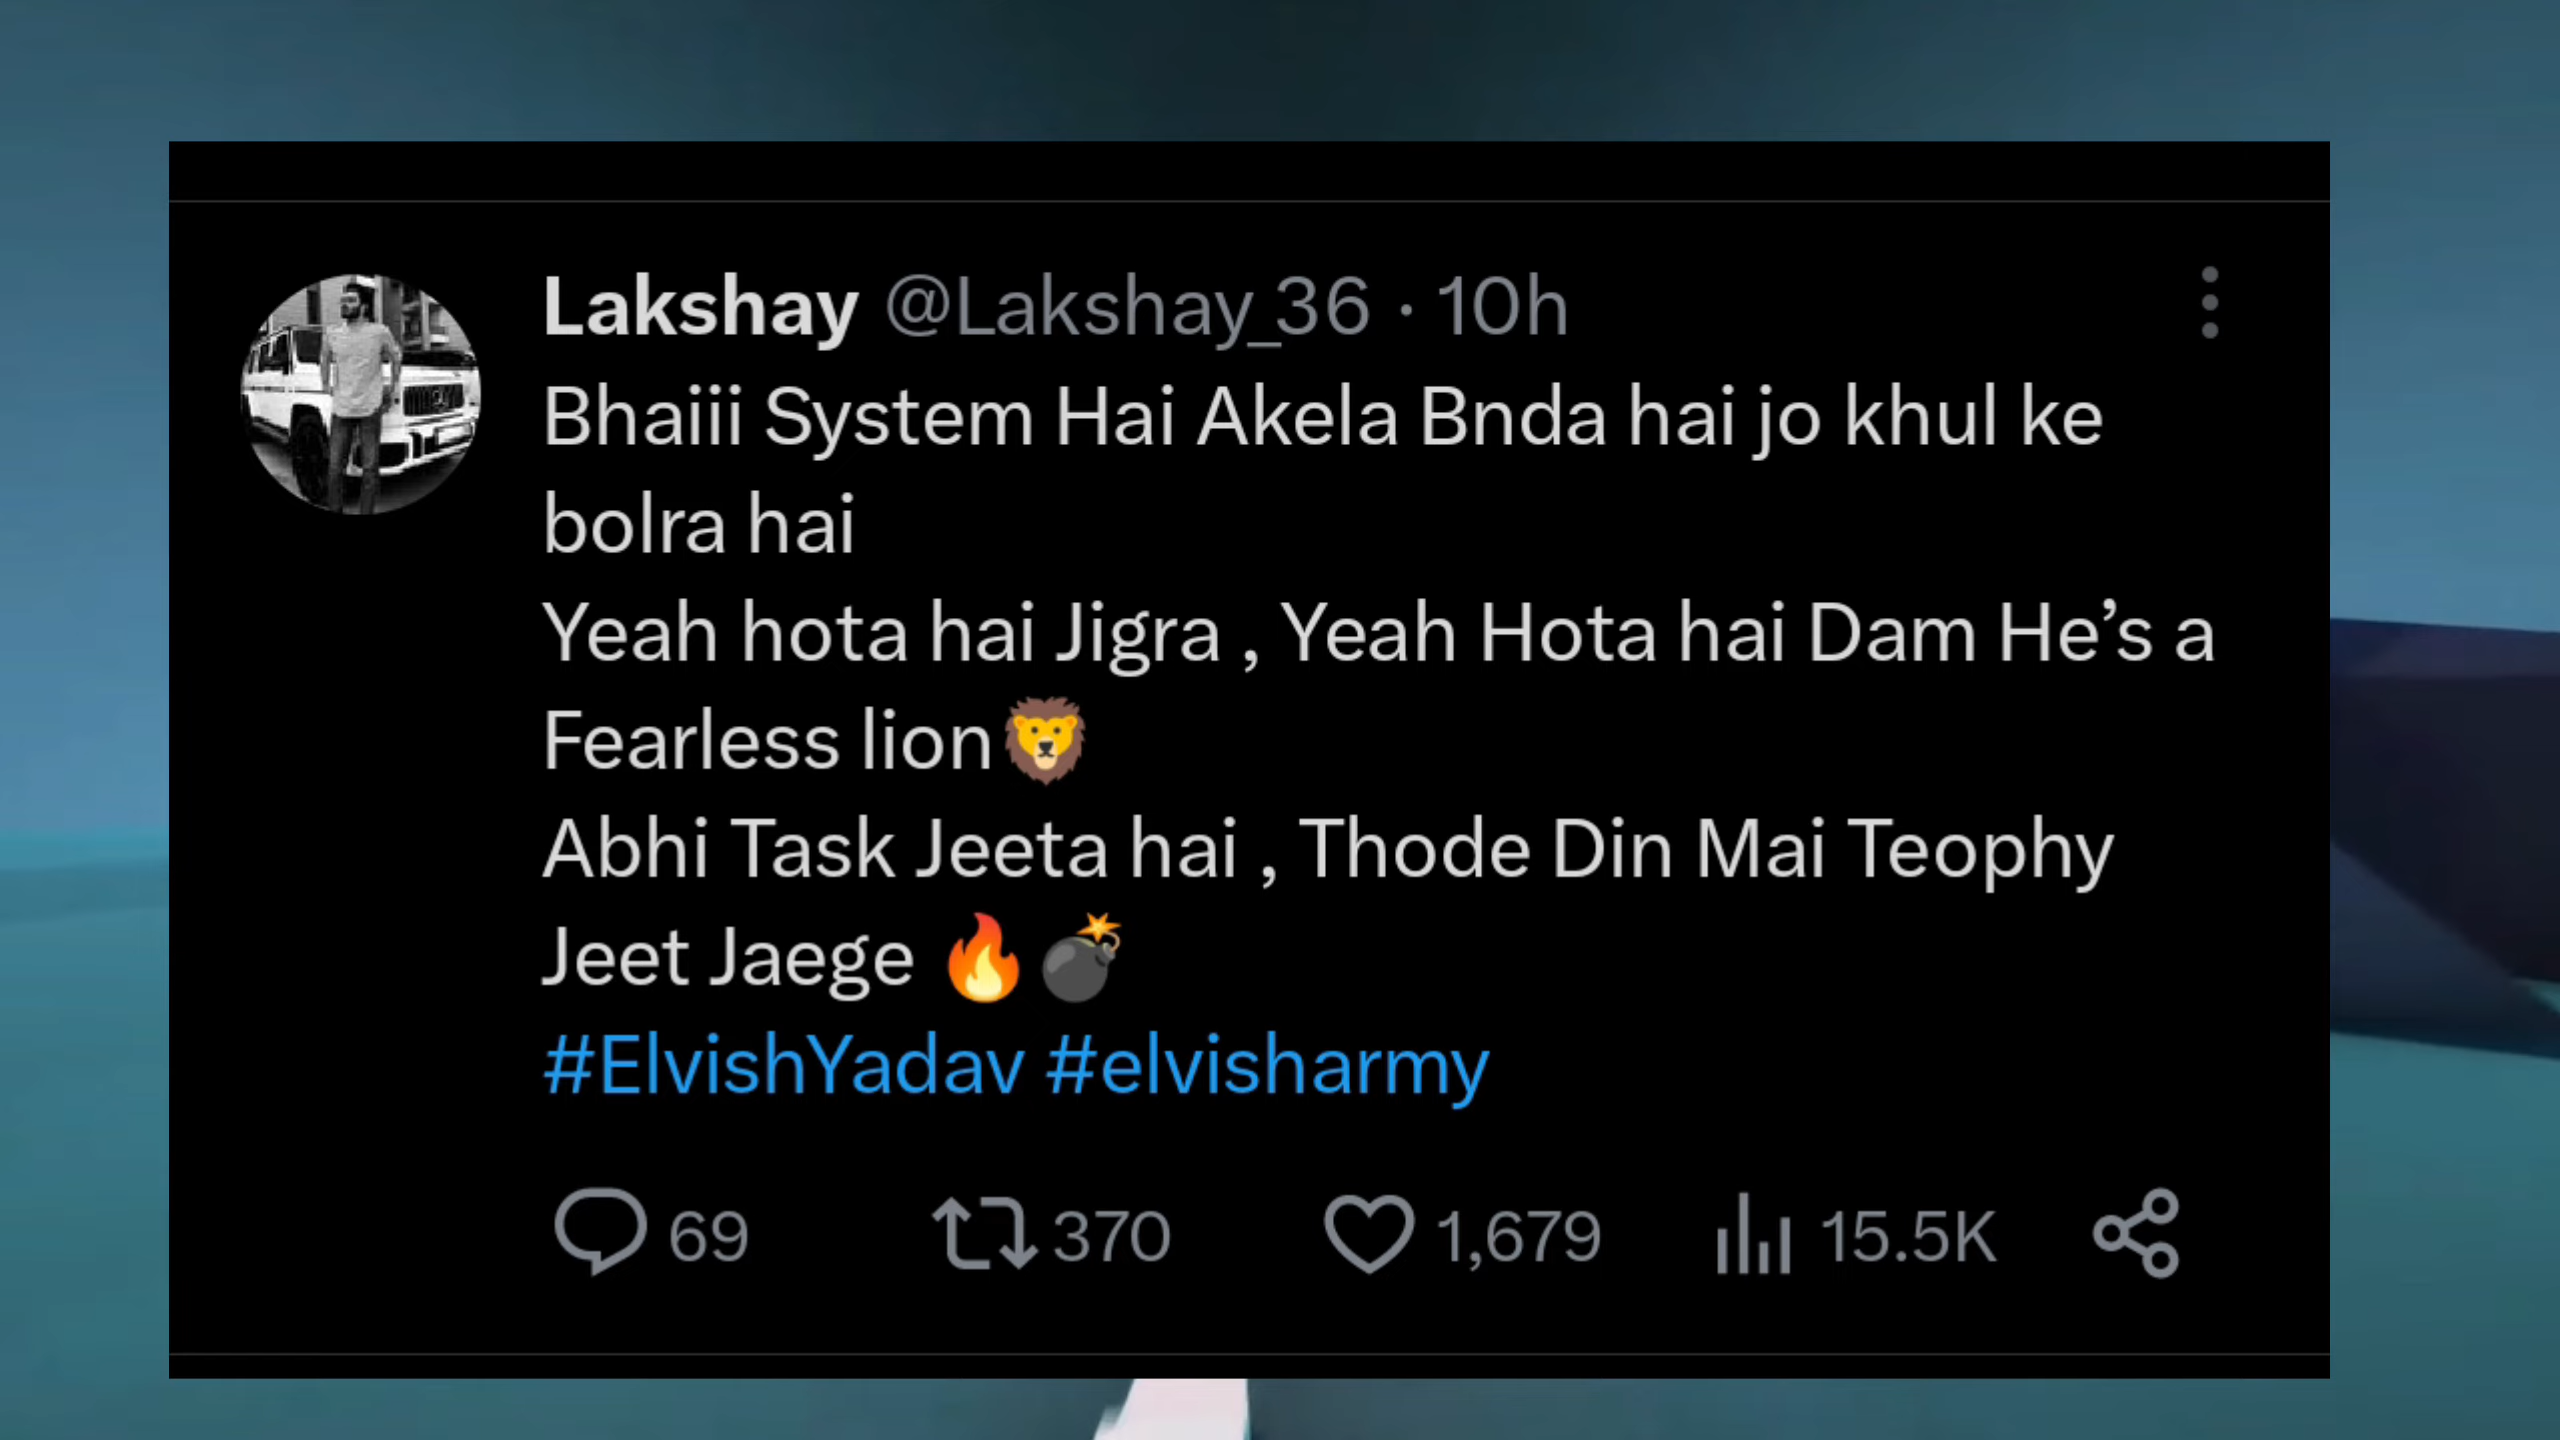 Lakshay @Lakshay_36 · 10h
Bhaiii System Hai Akela Bnda hai jo khul ke
bolra hai
Yeah hota hai Jigra , Yeah Hota hai Dam He’s a
Fearless lion🦁
Abhi Task Jeeta hai , Thode Din Mai Teophy
Jeet Jaege 🔥💣
#ElvishYadav #elvisharmy
69 370 1,679 15.5K